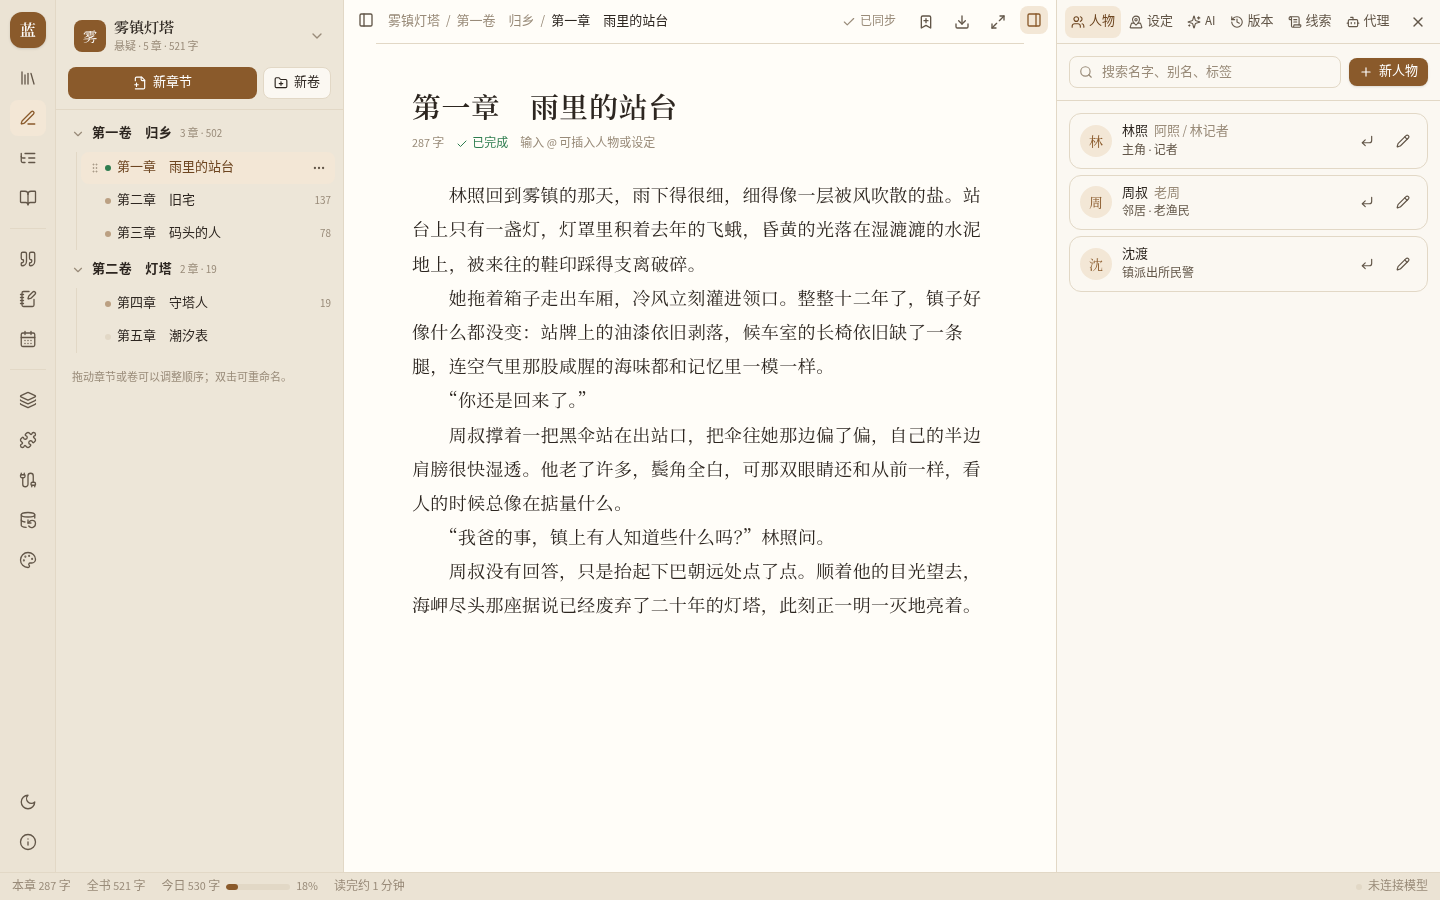 蓝
雾
雾镇灯塔
悬疑 · 5 章 · 521 字
新章节
新卷
第一卷　归乡 3 章 · 502
第一章　雨里的站台
第二章　旧宅 137
第三章　码头的人 78
第二卷　灯塔 2 章 · 19
第四章　守塔人 19
第五章　潮汐表
拖动章节或卷可以调整顺序；双击可重命名。
雾镇灯塔 / 第一卷　归乡 / 第一章　雨里的站台
已同步
第一章　雨里的站台
287 字 已完成 输入 @ 可插入人物或设定
林照回到雾镇的那天，雨下得很细，细得像一层被风吹散的盐。站
台上只有一盏灯，灯罩里积着去年的飞蛾，昏黄的光落在湿漉漉的水泥
地上，被来往的鞋印踩得支离破碎。
她拖着箱子走出车厢，冷风立刻灌进领口。整整十二年了，镇子好
像什么都没变：站牌上的油漆依旧剥落，候车室的长椅依旧缺了一条
腿，连空气里那股咸腥的海味都和记忆里一模一样。
“你还是回来了。”
周叔撑着一把黑伞站在出站口，把伞往她那边偏了偏，自己的半边
肩膀很快湿透。他老了许多，鬓角全白，可那双眼睛还和从前一样，看
人的时候总像在掂量什么。
“我爸的事，镇上有人知道些什么吗？”林照问。
周叔没有回答，只是抬起下巴朝远处点了点。顺着他的目光望去，
海岬尽头那座据说已经废弃了二十年的灯塔，此刻正一明一灭地亮着。
人物 设定 AI 版本 线索 代理
搜索名字、别名、标签
新人物
林
林照 阿照 / 林记者
主角 · 记者
周
周叔 老周
邻居 · 老渔民
沈
沈渡
镇派出所民警
本章 287 字 全书 521 字 今日 530 字 18% 读完约 1 分钟
未连接模型